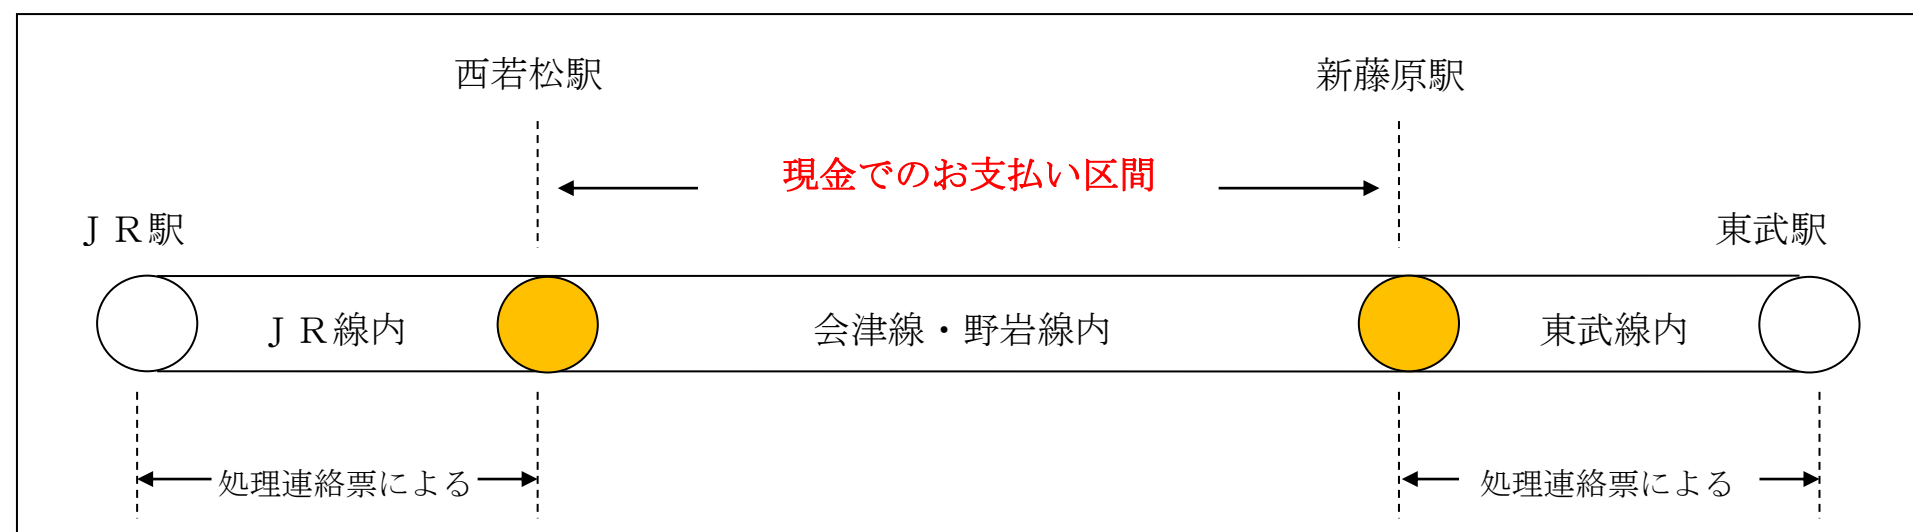 西若松駅
新藤原駅
現金でのお支払い区間
ＪＲ駅
東武駅
ＪＲ線内
会津線・野岩線内
東武線内
処理連絡票による
処理連絡票による